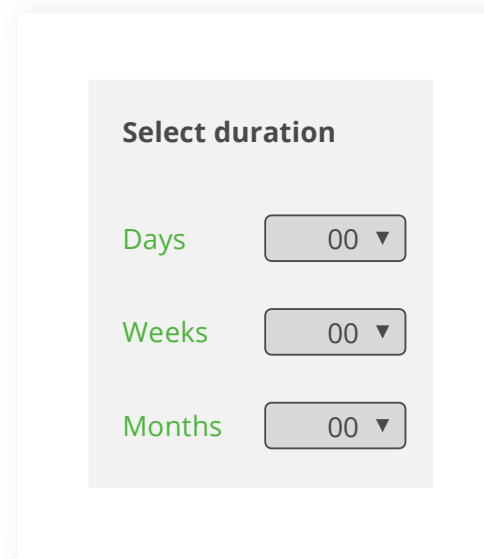 Select duration
Days 00 ▼
Weeks 00 ▼
Months 00 ▼